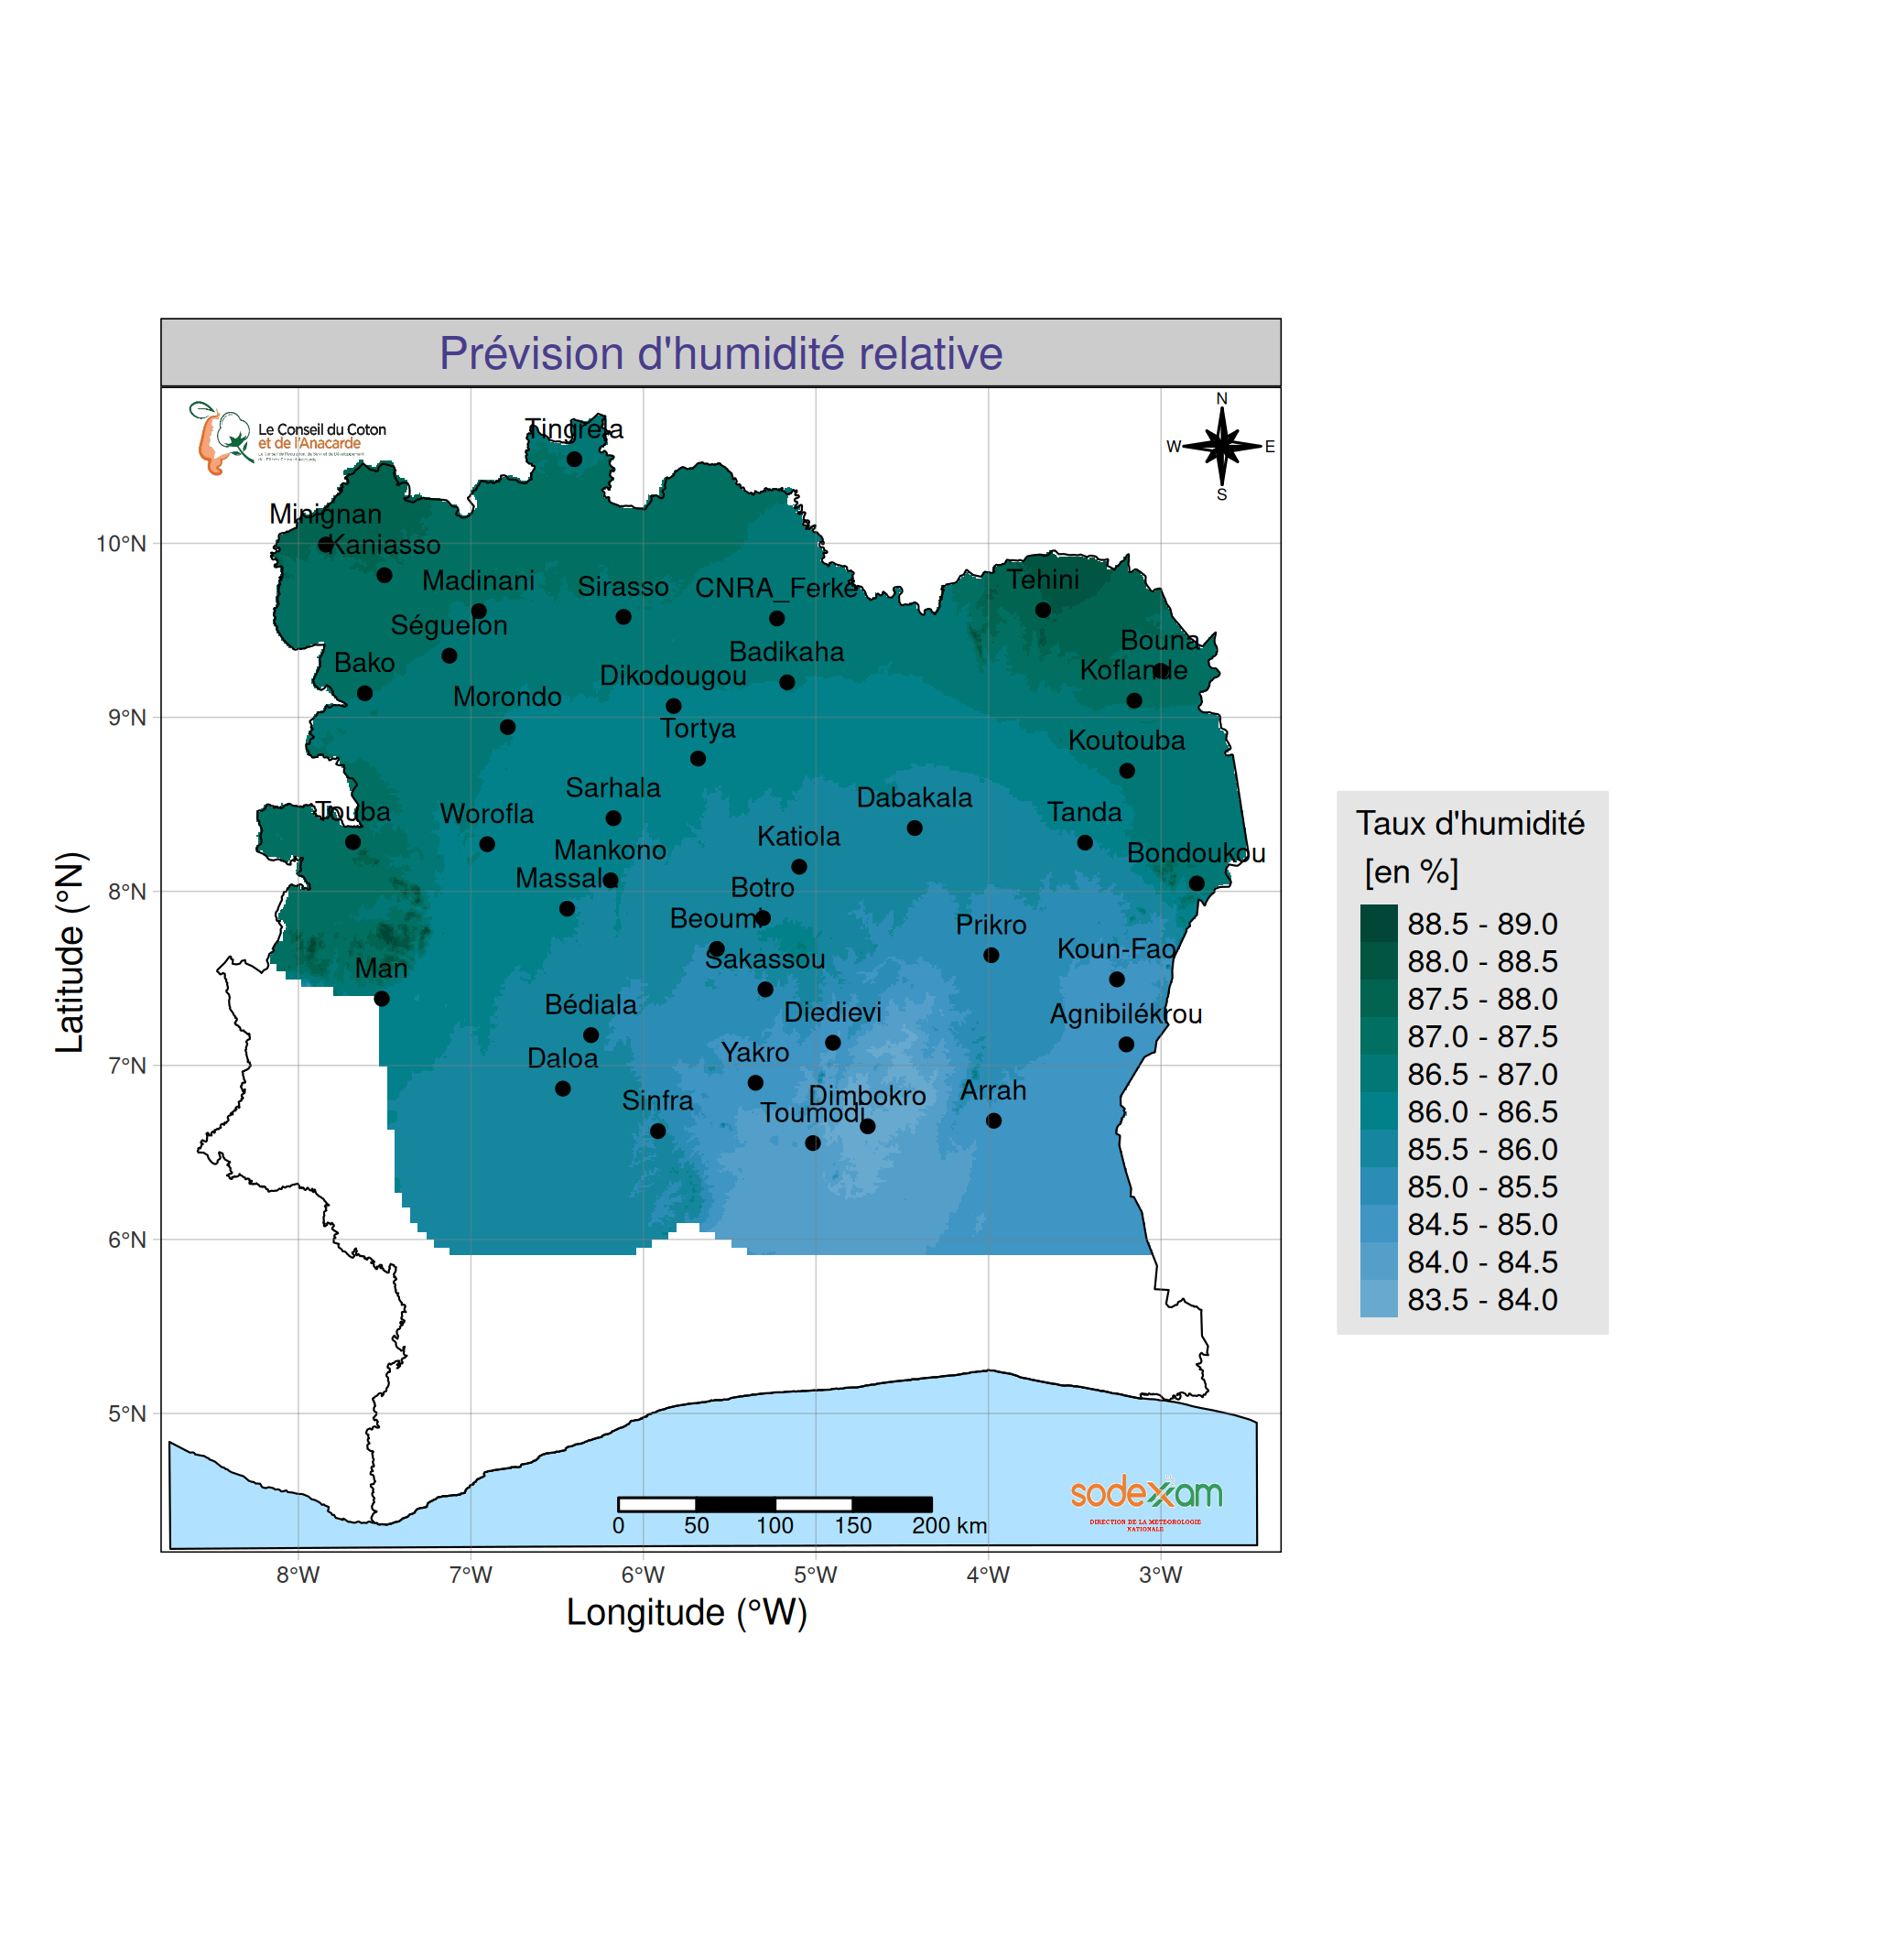 Prévision d'humidité relative
Le Conseil du Coton
et de l'Anacarde
N
W
E
S
Tingrela
Minignan
Kaniasso
Madinani
Sirasso
CNRA_Ferke
Tehini
Séguelon
Bouna
Badikaha
Bako
Koflande
Dikodougou
Morondo
Tortya
Koutouba
Sarhala
Dabakala
Touba
Worofla
Tanda
Katiola
Mankono
Bondoukou
Massala
Botro
Beoumi
Prikro
Koun-Fao
Sakassou
Man
Bédiala
Diedievi
Agnibilékrou
Daloa
Yakro
Dimbokro
Arrah
Sinfra
Toumodi
10°N
9°N
8°N
7°N
6°N
5°N
Latitude (°N)
0 50 100 150 200 km
sodexam
DIRECTION DE LA METEOROLOGIE
NATIONALE
8°W 7°W 6°W 5°W 4°W 3°W
Longitude (°W)
Taux d'humidité
[en %]
88.5 - 89.0
88.0 - 88.5
87.5 - 88.0
87.0 - 87.5
86.5 - 87.0
86.0 - 86.5
85.5 - 86.0
85.0 - 85.5
84.5 - 85.0
84.0 - 84.5
83.5 - 84.0